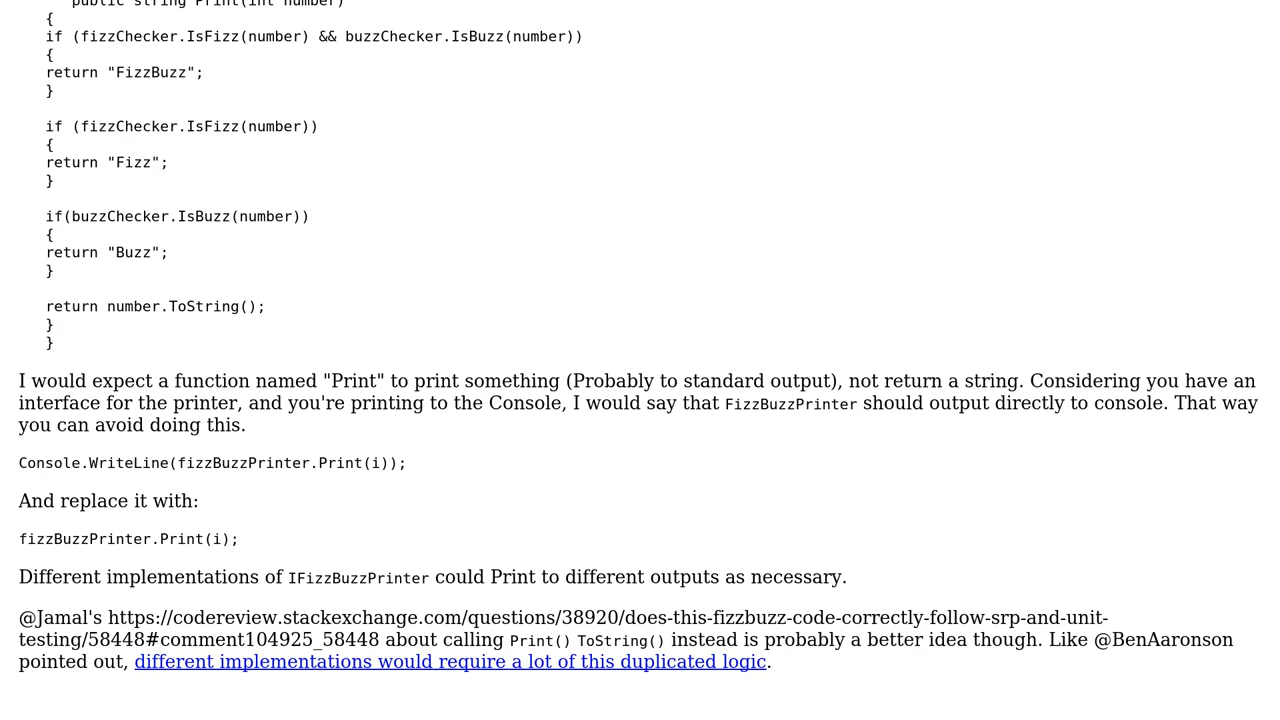 public string Print(int number)
{
if (fizzChecker.IsFizz(number) && buzzChecker.IsBuzz(number))
{
return "FizzBuzz";
}
if (fizzChecker.IsFizz(number))
{
return "Fizz";
}
if(buzzChecker.IsBuzz(number))
{
return "Buzz";
}
return number.ToString();
}
}
I would expect a function named "Print" to print something (Probably to standard output), not return a string. Considering you have an
interface for the printer, and you're printing to the Console, I would say that FizzBuzzPrinter should output directly to console. That way
you can avoid doing this.
Console.WriteLine(fizzBuzzPrinter.Print(i));
And replace it with:
fizzBuzzPrinter.Print(i);
Different implementations of IFizzBuzzPrinter could Print to different outputs as necessary.
@Jamal's https://codereview.stackexchange.com/questions/38920/does-this-fizzbuzz-code-correctly-follow-srp-and-unit-
testing/58448#comment104925_58448 about calling Print() ToString() instead is probably a better idea though. Like @BenAaronson
pointed out, different implementations would require a lot of this duplicated logic.